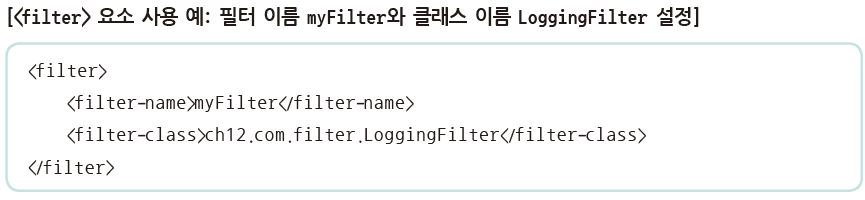 [<filter> 요소 사용 예: 필터 이름 myFilter와 클래스 이름 LoggingFilter 설정]
<filter>
<filter-name>myFilter</filter-name>
<filter-class>ch12.com.filter.LoggingFilter</filter-class>
</filter>